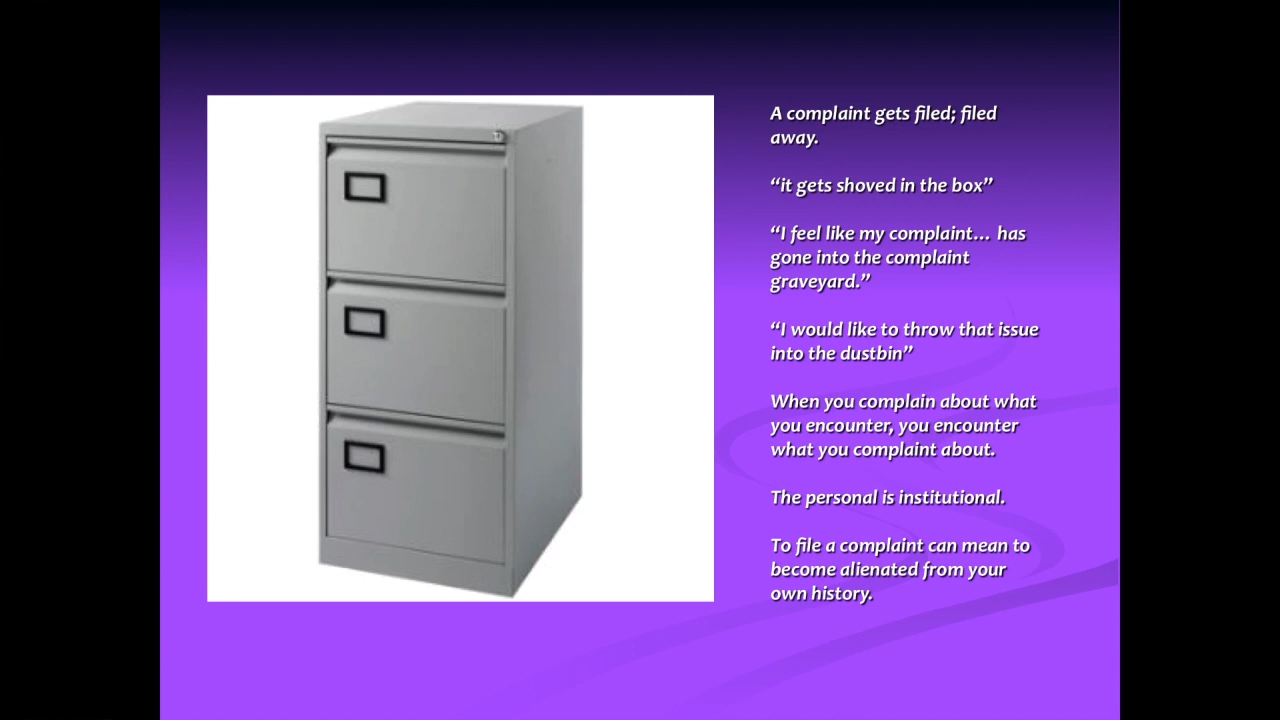 A complaint gets filed; filed
away.
“it gets shoved in the box”
“I feel like my complaint… has
gone into the complaint
graveyard.”
“I would like to throw that issue
into the dustbin”
When you complain about what
you encounter, you encounter
what you complaint about.
The personal is institutional.
To file a complaint can mean to
become alienated from your
own history.